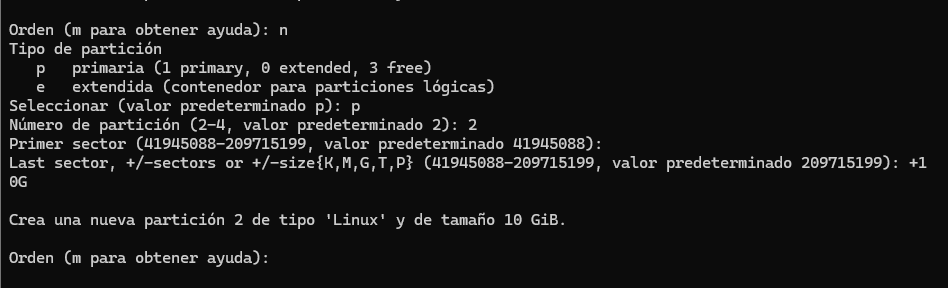 Orden (m para obtener ayuda): n
Tipo de partición
   p   primaria (1 primary, 0 extended, 3 free)
   e   extendida (contenedor para particiones lógicas)
Seleccionar (valor predeterminado p): p
Número de partición (2-4, valor predeterminado 2): 2
Primer sector (41945088-209715199, valor predeterminado 41945088):
Last sector, +/-sectors or +/-size{K,M,G,T,P} (41945088-209715199, valor predeterminado 209715199): +1
0G
Crea una nueva partición 2 de tipo 'Linux' y de tamaño 10 GiB.
Orden (m para obtener ayuda):